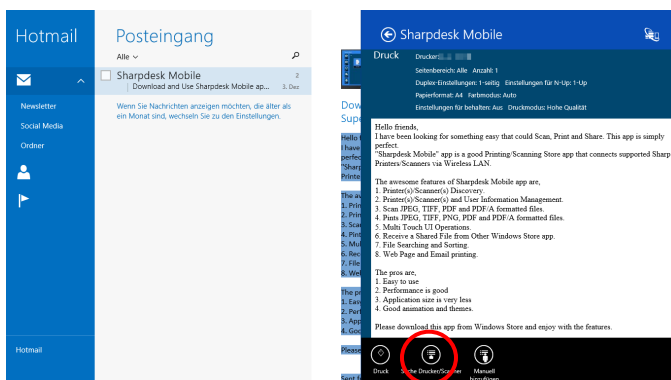 Hotmail
Posteingang
Alle
Sharpdesk Mobile 2
Download and Use Sharpdesk Mobile ap... 3. Dez
Wenn Sie Nachrichten anzeigen möchten, die älter als
ein Monat sind, wechseln Sie zu den Einstellungen.
Newsletter
Social Media
Ordner
Hotmail
Sharpdesk Mobile
Druck
Drucker:
Seitenbereich: Alle Anzahl: 1
Duplex-Einstellungen: 1-seitig Einstellungen für N-Up: 1-Up
Papierformat: A4 Farbmodus: Auto
Einstellungen für behalten: Aus Druckmodus: Hohe Qualität
Hello friends,
I have been looking for something easy that could Scan, Print and Share. This app is simply
perfect.
"Sharpdesk Mobile" app is a good Printing/Scanning Store app that connects supported Sharp
Printers/Scanners via Wireless LAN.
The awesome features of Sharpdesk Mobile app are,
1. Printer(s)/Scanner(s) Discovery.
2. Printer(s)/Scanner(s) and User Information Management.
3. Scan JPEG, TIFF, PDF and PDF/A formatted files.
4. Pints JPEG, TIFF, PNG, PDF and PDF/A formatted files.
5. Multi Touch UI Operations.
6. Receive a Shared File from Other Windows Store app.
7. File Searching and Sorting.
8. Web Page and Email printing.
The pros are,
1. Easy to use
2. Performance is good
3. Application size is very less
4. Good animation and themes.
Please download this app from Windows Store and enjoy with the features.
Druck
Suche Drucker/Scanner
Manuell
hinzufügen